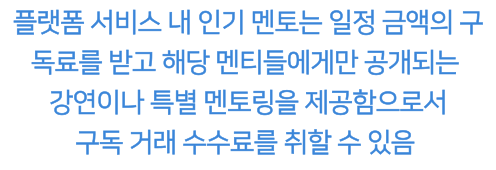 플랫폼 서비스 내 인기 멘토는 일정 금액의 구
독료를 받고 해당 멘티들에게만 공개되는
강연이나 특별 멘토링을 제공함으로서
구독 거래 수수료를 취할 수 있음